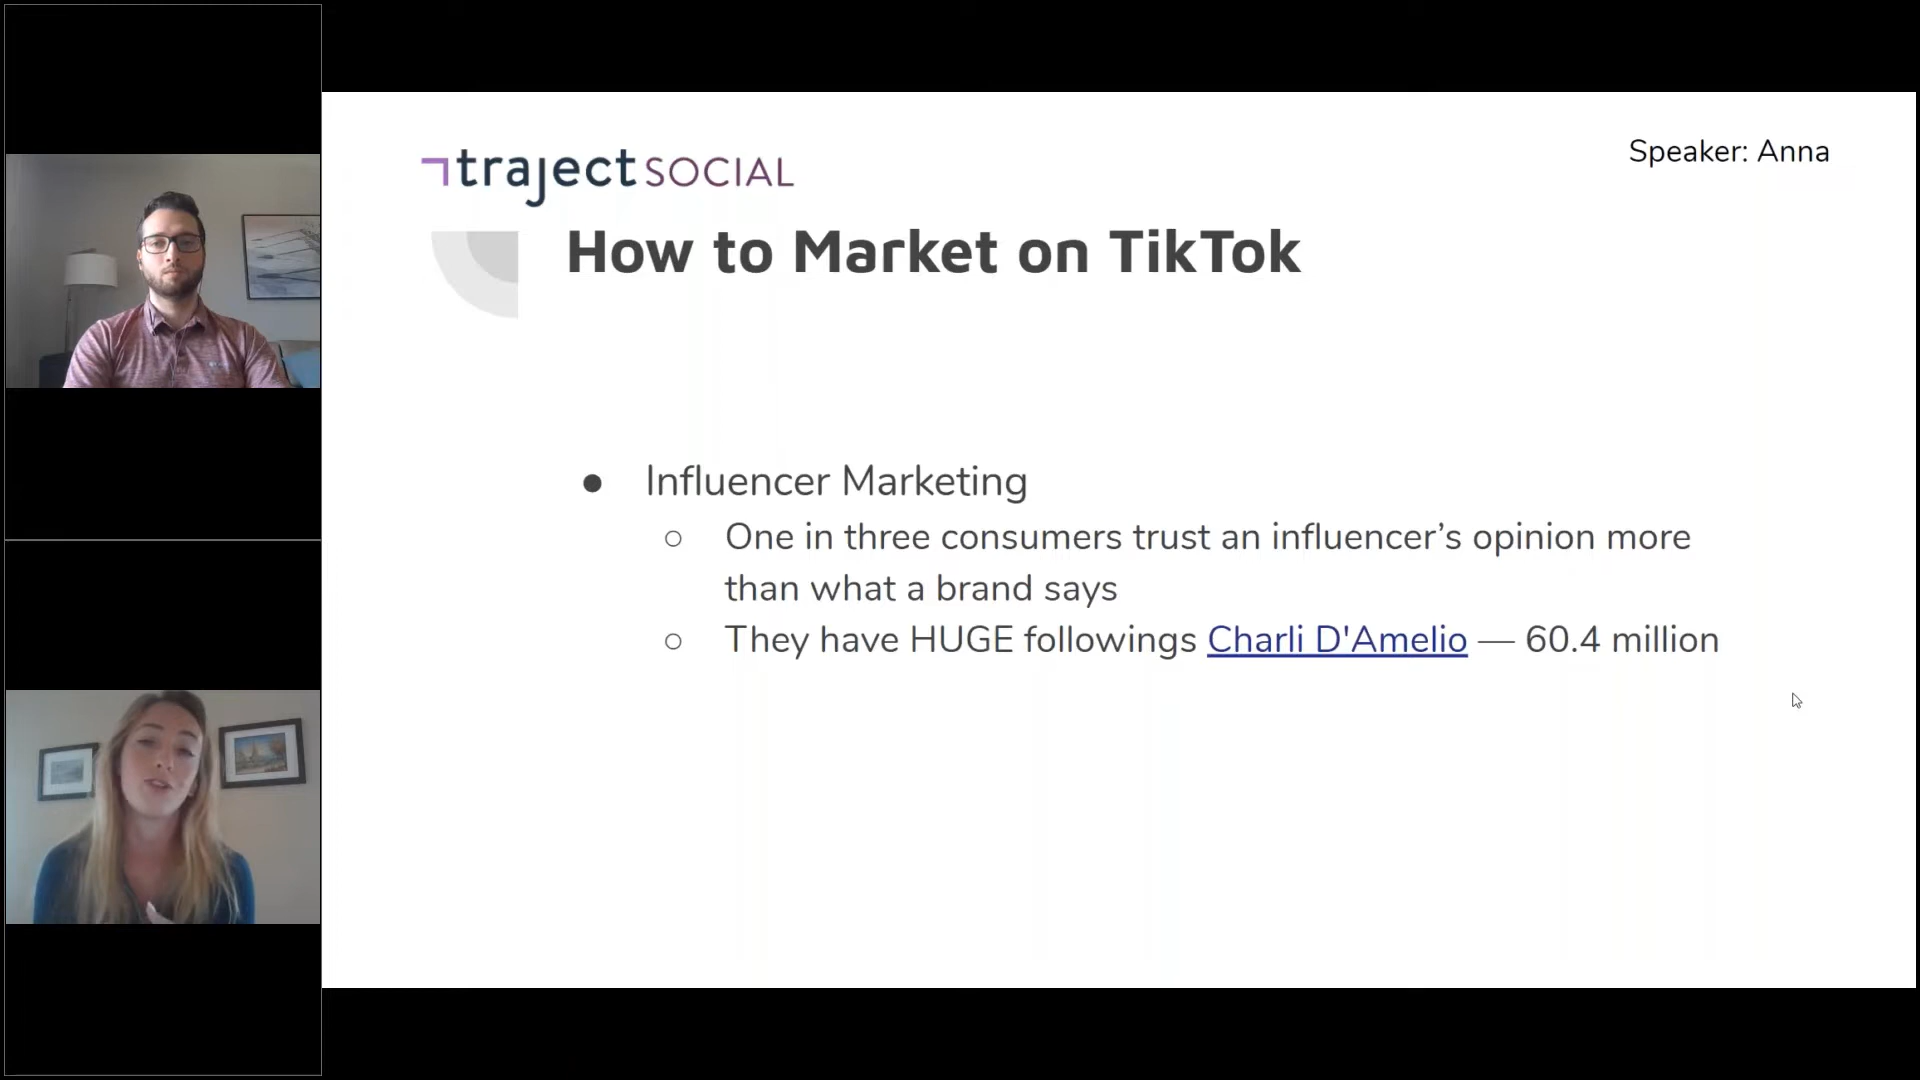 traject SOCIAL
Speaker: Anna
How to Market on TikTok
● Influencer Marketing
○ One in three consumers trust an influencer’s opinion more
than what a brand says
○ They have HUGE followings Charli D'Amelio — 60.4 million